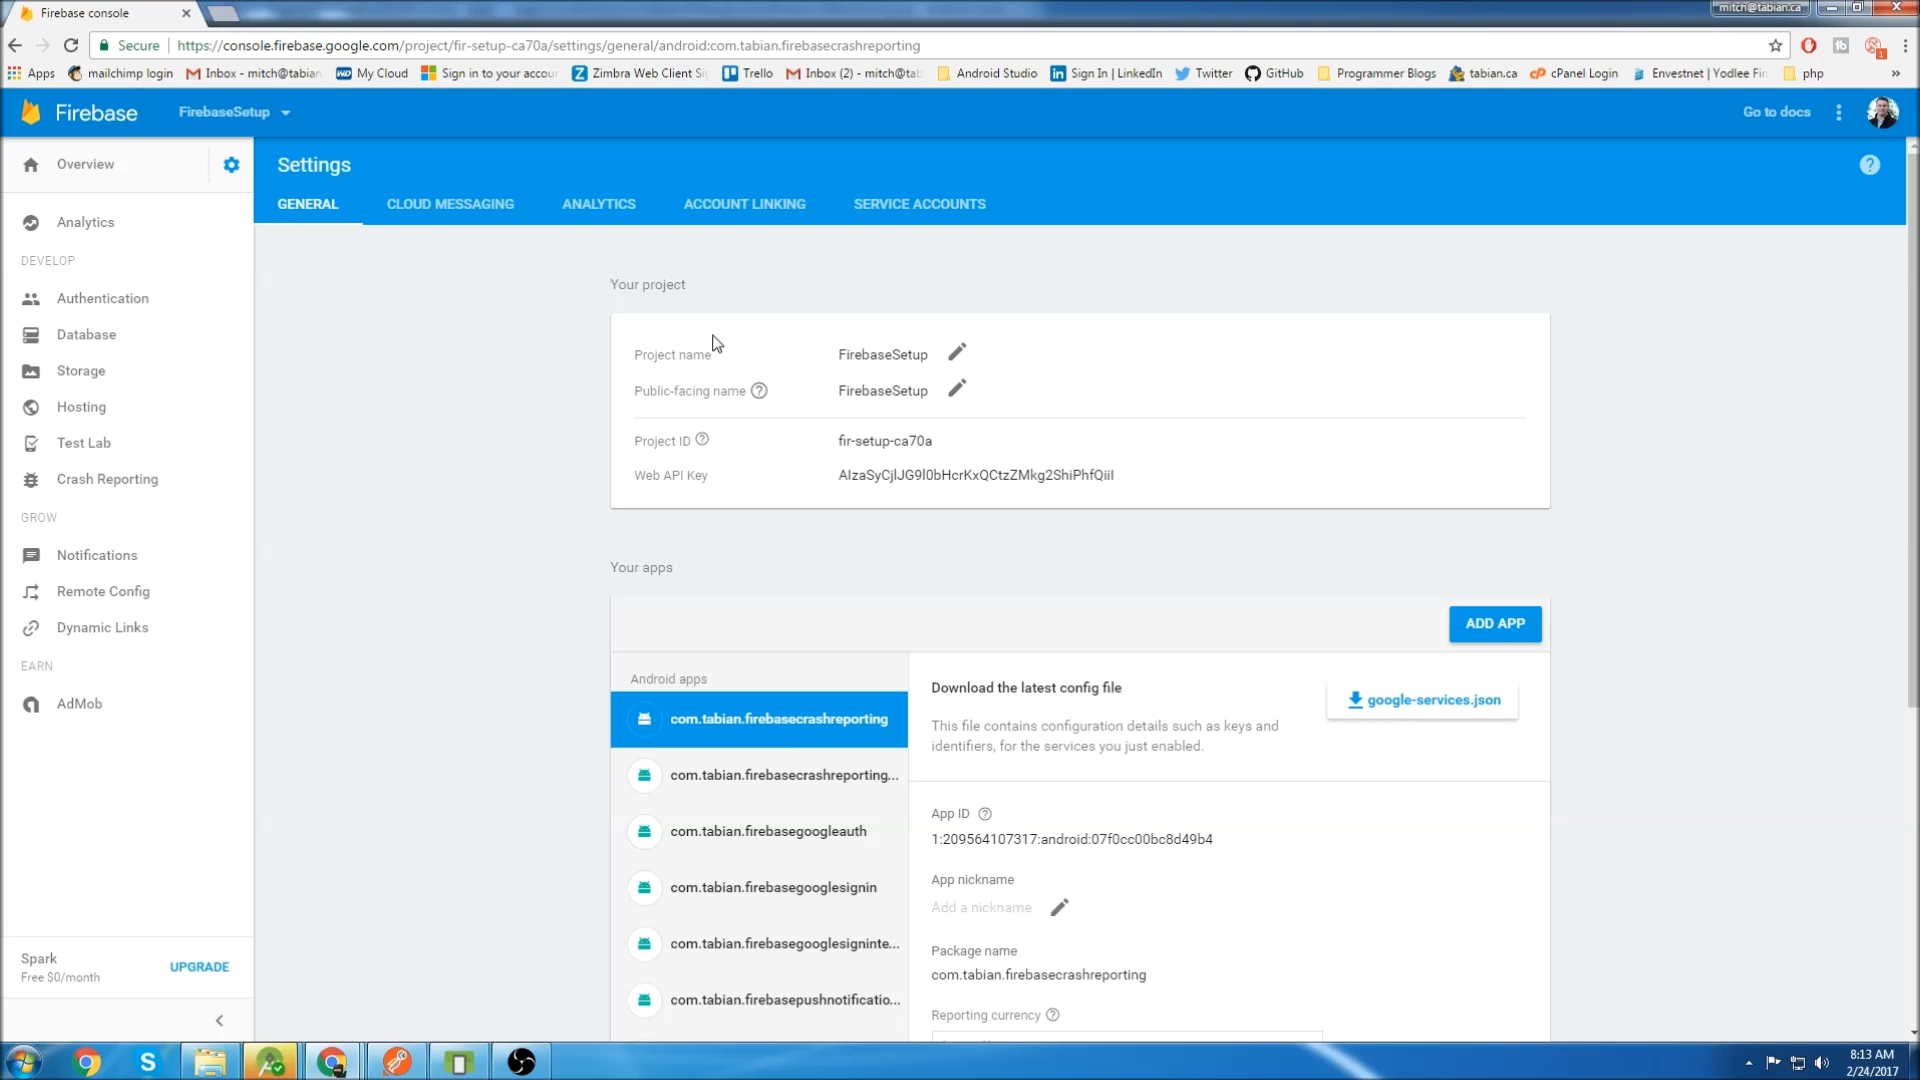 Firebase console
mitch@tabian.ca
Secure
https://console.firebase.google.com/project/fir-setup-ca70a/settings/general/android:com.tabian.firebasecrashreporting
Apps
mailchimp login
Inbox - mitch@tabian
My Cloud
Sign in to your accou
Zimbra Web Client Si
Trello
Inbox (2) - mitch@tab
Android Studio
Sign In | LinkedIn
Twitter
GitHub
Programmer Blogs
tabian.ca
cPanel Login
Envestnet | Yodlee Fin
php
»
Firebase
FirebaseSetup
Go to docs
Overview
Settings
GENERAL
CLOUD MESSAGING
ANALYTICS
ACCOUNT LINKING
SERVICE ACCOUNTS
Analytics
DEVELOP
Authentication
Database
Storage
Hosting
Test Lab
Crash Reporting
GROW
Notifications
Remote Config
Dynamic Links
EARN
AdMob
Spark
Free $0/month
UPGRADE
Your project
Project name
FirebaseSetup
Public-facing name
FirebaseSetup
Project ID
fir-setup-ca70a
Web API Key
AIzaSyCjlJG9l0bHcrKxQCtzZMkg2ShiPhfQiiI
Your apps
ADD APP
Android apps
com.tabian.firebasecrashreporting
com.tabian.firebasecrashreporting...
com.tabian.firebasegoogleauth
com.tabian.firebasegooglesignin
com.tabian.firebasegooglesigninte...
com.tabian.firebasepushnotificatio...
Download the latest config file
This file contains configuration details such as keys and
identifiers, for the services you just enabled.
google-services.json
App ID
1:209564107317:android:07f0cc00bc8d49b4
App nickname
Add a nickname
Package name
com.tabian.firebasecrashreporting
Reporting currency
8:13 AM
2/24/2017